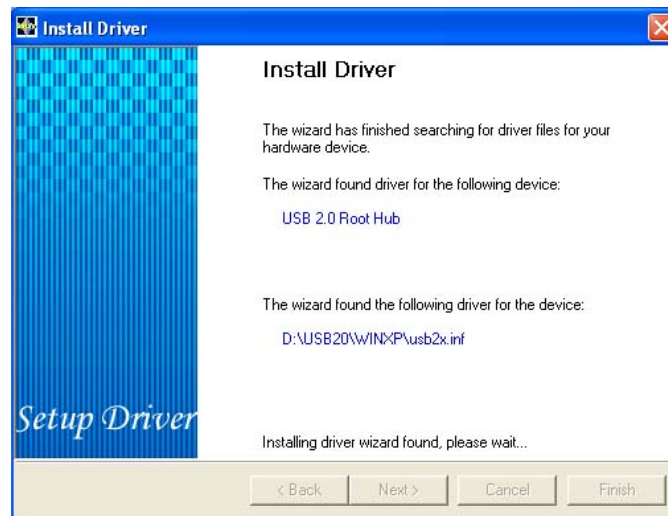 Install Driver
Install Driver
The wizard has finished searching for driver files for your
hardware device.
The wizard found driver for the following device:
USB 2.0 Root Hub
The wizard found the following driver for the device:
D:\USB20\WINXP\usb2x.inf
Setup Driver
Installing driver wizard found, please wait...
< Back
Next >
Cancel
Finish